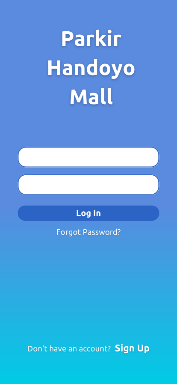 Parkir
Handoyo
Mall
Log In
Forgot Password?
Don't have an account? Sign Up